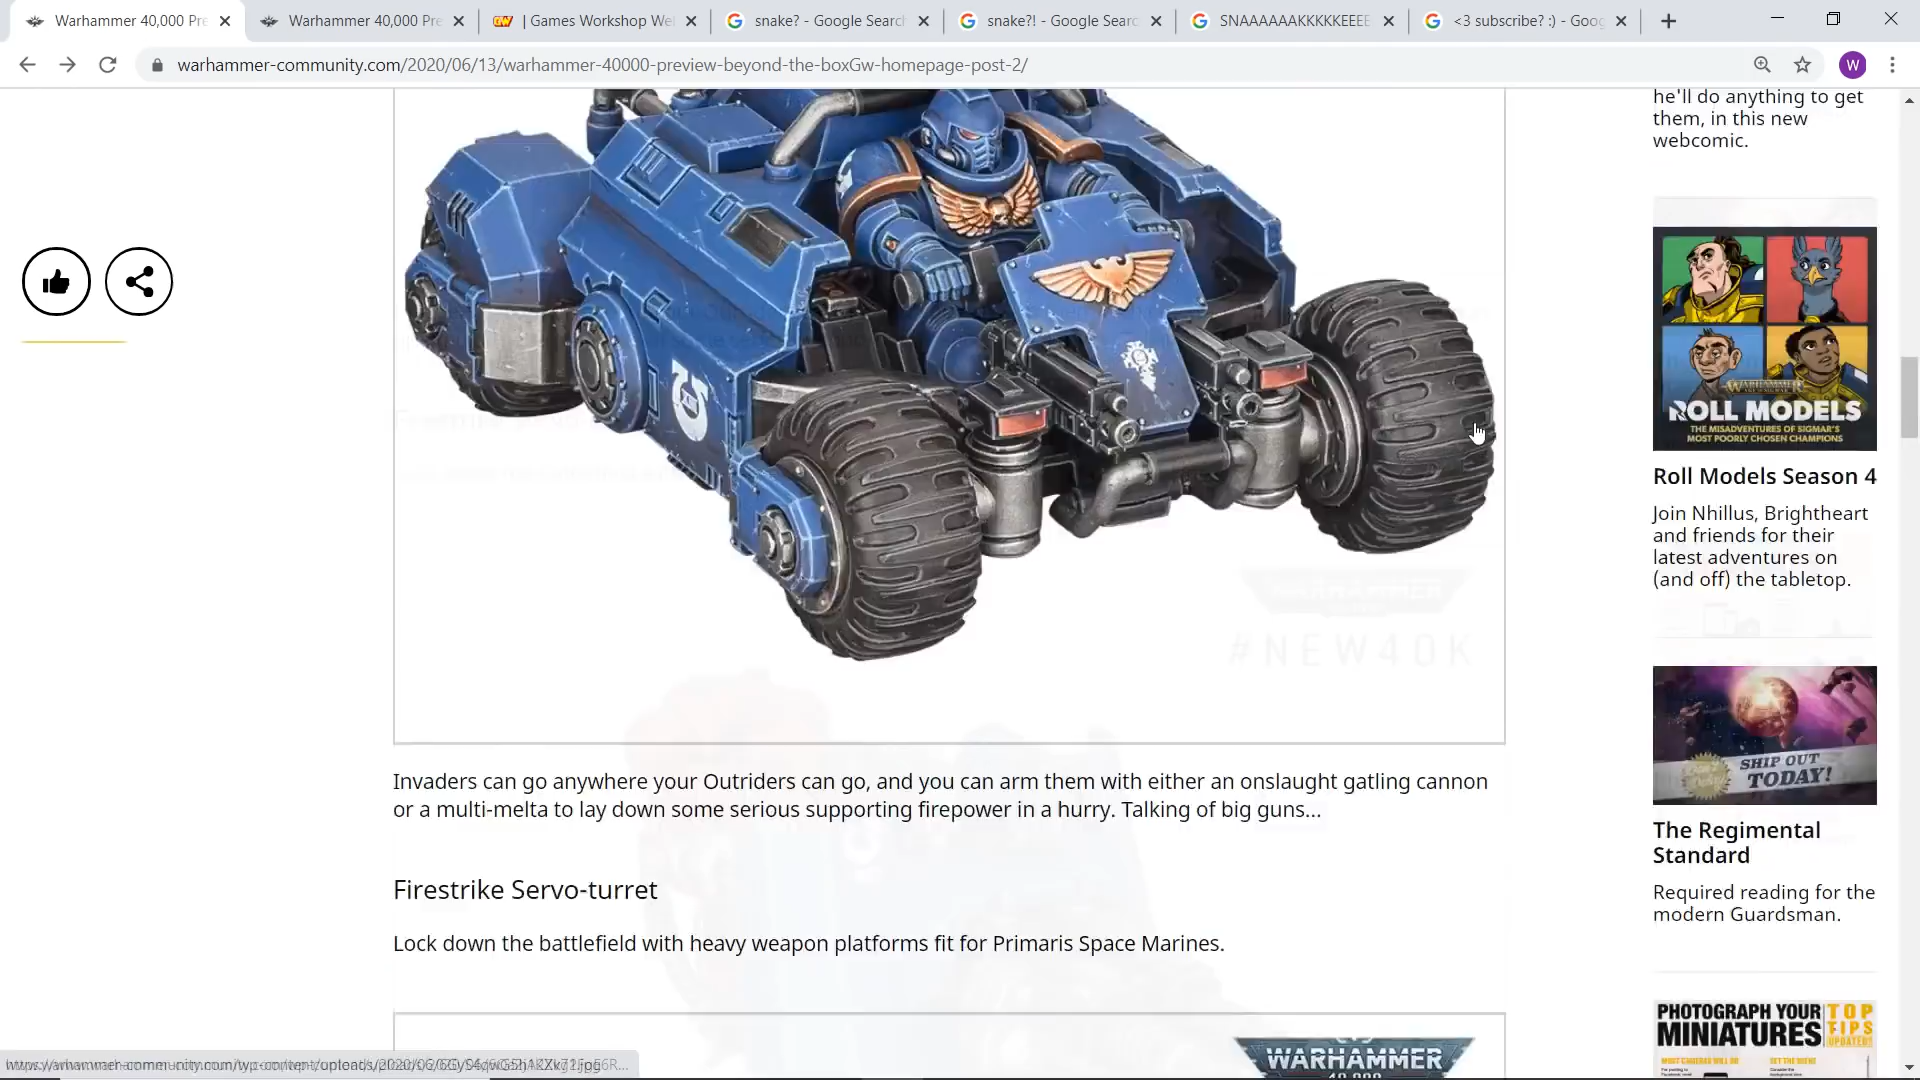 Warhammer 40,000 Pre
Warhammer 40,000 Pre
| Games Workshop We
snake? - Google Search
snake?! - Google Searc
SNAAAAAAKKKKKEEEE
<3 subscribe? :) - Goog
warhammer-community.com/2020/06/13/warhammer-40000-preview-beyond-the-boxGw-homepage-post-2/
W
he'll do anything to get
them, in this new
webcomic.
WARHAMMER
ROLL MODELS
THE MISADVENTURES OF SIGMAR'S
MOST POORLY CHOSEN CHAMPIONS
Roll Models Season 4
Join Nhillus, Brightheart
and friends for their
latest adventures on
(and off) the tabletop.
#NEW40K
SHIP OUT
TODAY!
The Regimental
Standard
Required reading for the
modern Guardsman.
Invaders can go anywhere your Outriders can go, and you can arm them with either an onslaught gatling cannon
or a multi-melta to lay down some serious supporting firepower in a hurry. Talking of big guns...
Firestrike Servo-turret
Lock down the battlefield with heavy weapon platforms fit for Primaris Space Marines.
PHOTOGRAPH YOUR
MINIATURES
TOP
TIPS
WARHAMMER